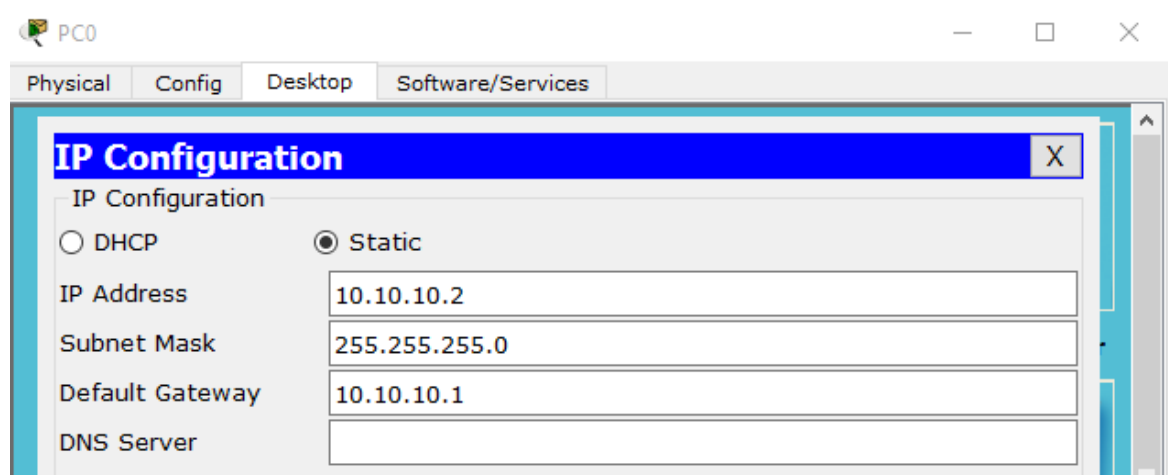 PC0
Physical Config Desktop Software/Services
IP Configuration X
IP Configuration
DHCP Static
IP Address 10.10.10.2
Subnet Mask 255.255.255.0
Default Gateway 10.10.10.1
DNS Server